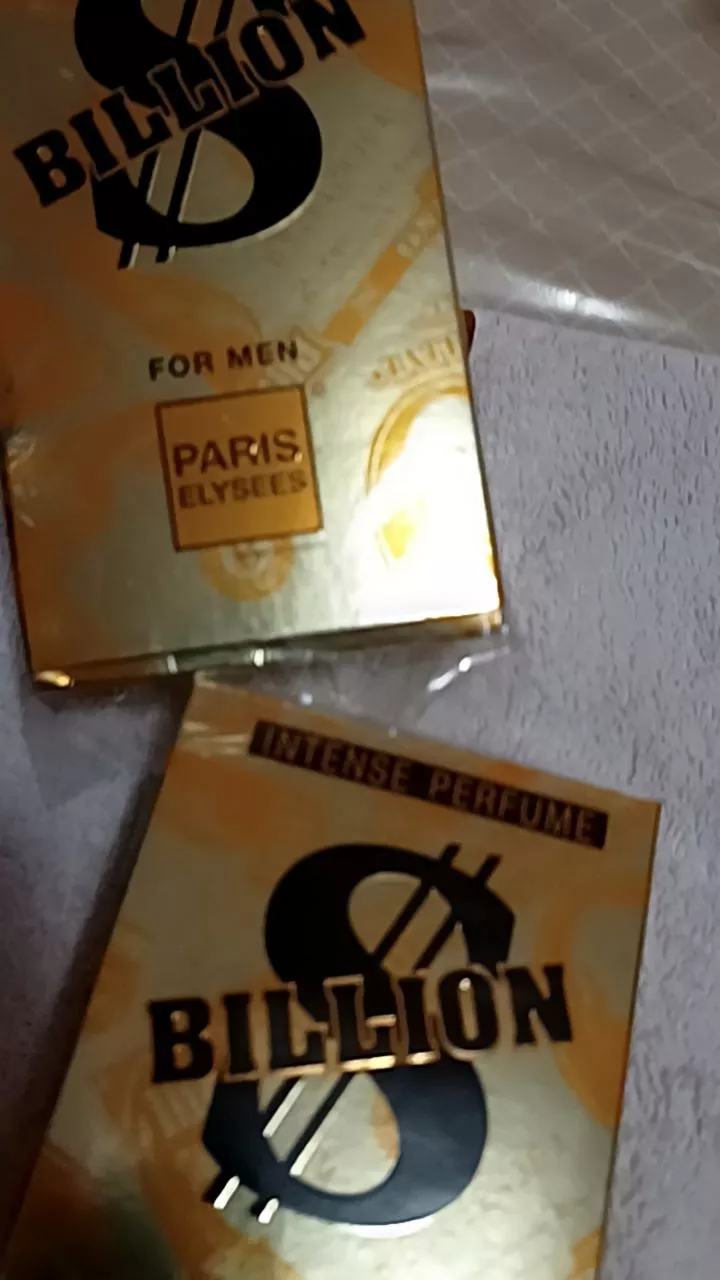 $
BILLION
FOR MEN
PARIS
ELYSEES
INTENSE PERFUME
$
BILLION